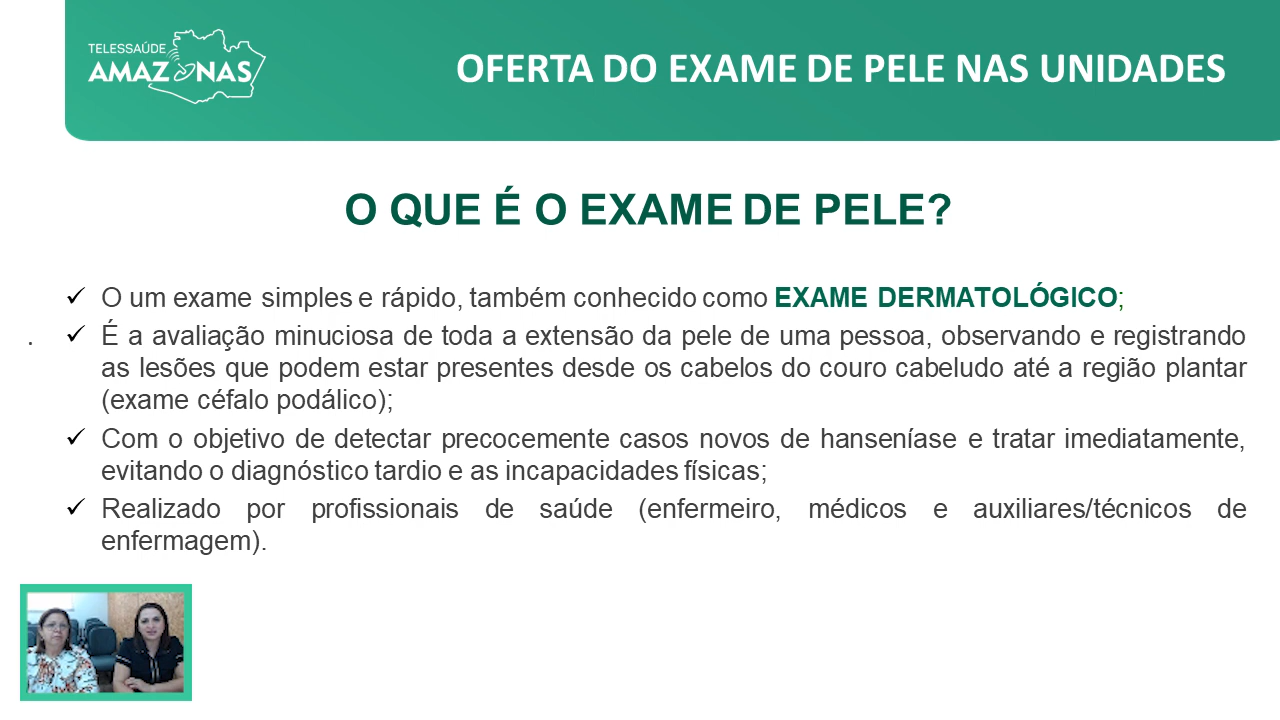 TELESSAÚDE
AMAZONAS
OFERTA DO EXAME DE PELE NAS UNIDADES
O QUE É O EXAME DE PELE?
✓ O um exame simples e rápido, também conhecido como EXAME DERMATOLÓGICO;
. ✓ É a avaliação minuciosa de toda a extensão da pele de uma pessoa, observando e registrando
as lesões que podem estar presentes desde os cabelos do couro cabeludo até a região plantar
(exame céfalo podálico);
✓ Com o objetivo de detectar precocemente casos novos de hanseníase e tratar imediatamente,
evitando o diagnóstico tardio e as incapacidades físicas;
✓ Realizado por profissionais de saúde (enfermeiro, médicos e auxiliares/técnicos de
enfermagem).